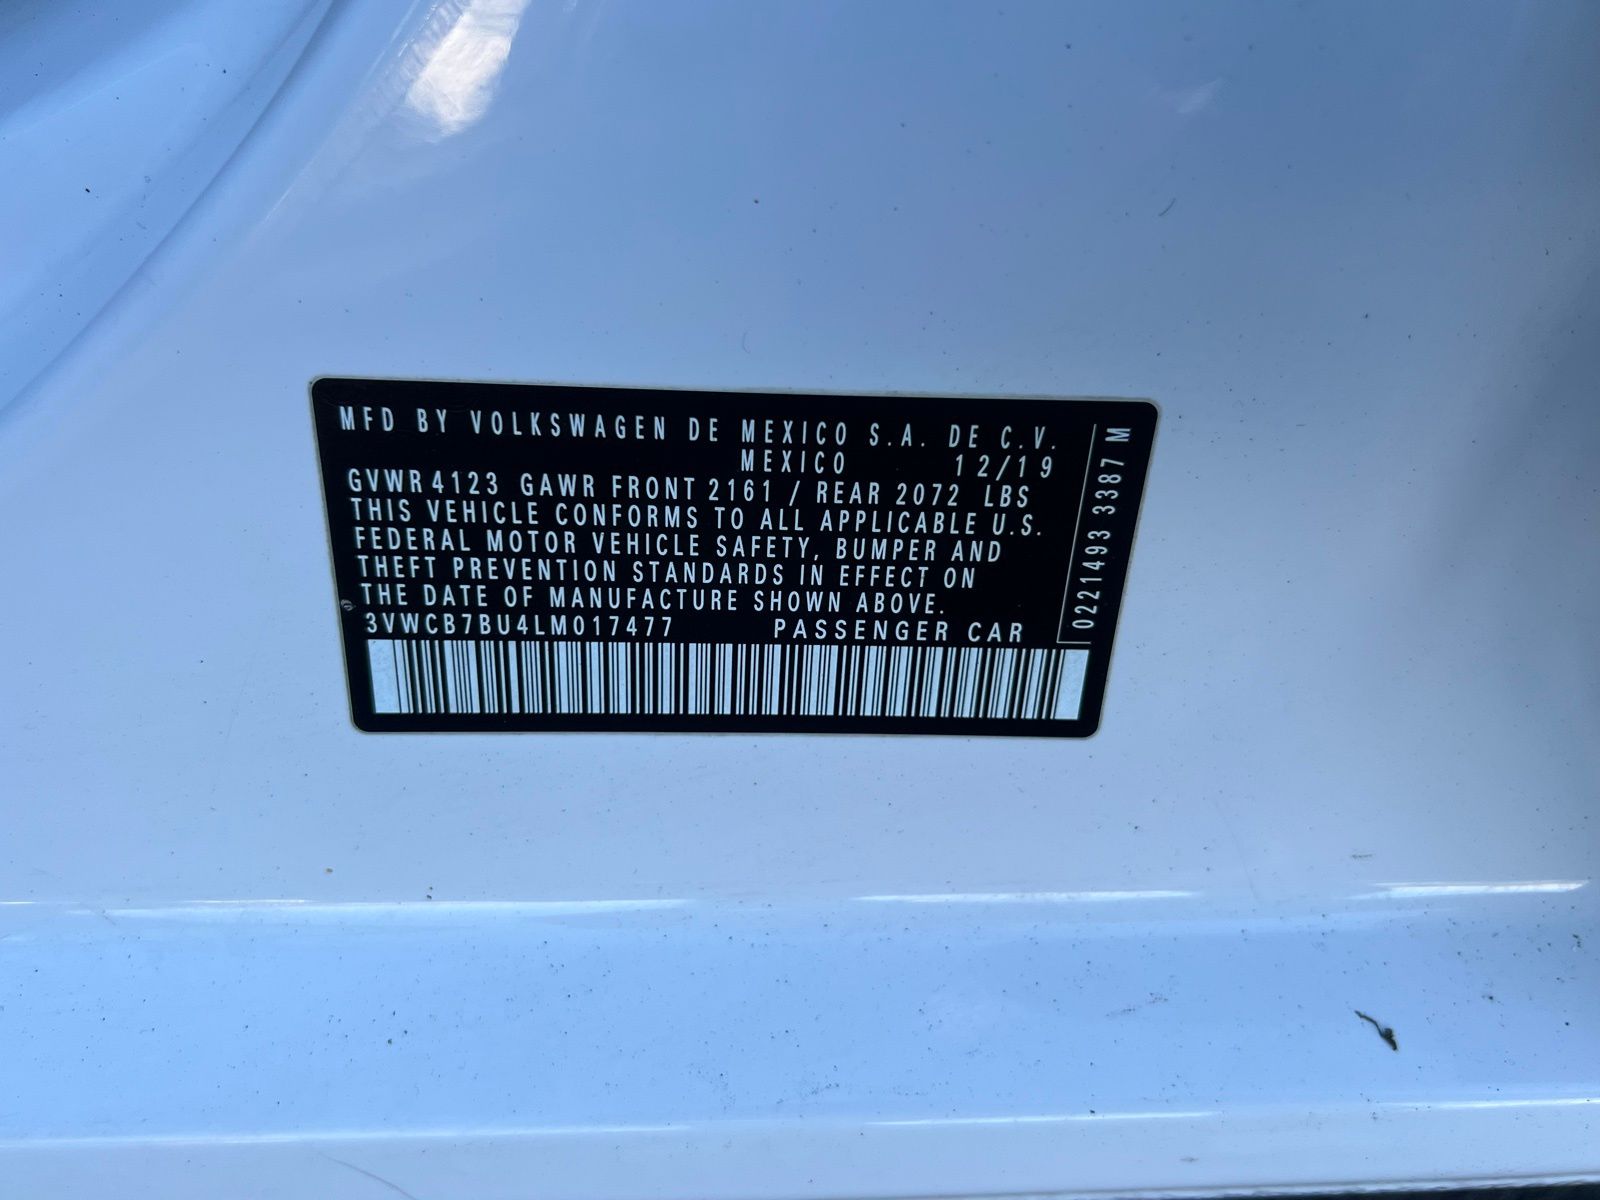 MFD BY VOLKSWAGEN DE MEXICO S.A. DE C.V.
MEXICO 12/19
GVWR 4123 GAWR FRONT 2161 / REAR 2072 LBS
THIS VEHICLE CONFORMS TO ALL APPLICABLE U.S.
FEDERAL MOTOR VEHICLE SAFETY, BUMPER AND
THEFT PREVENTION STANDARDS IN EFFECT ON
THE DATE OF MANUFACTURE SHOWN ABOVE.
3VWCB7BU4LM017477 PASSENGER CAR
0221493 3387 M